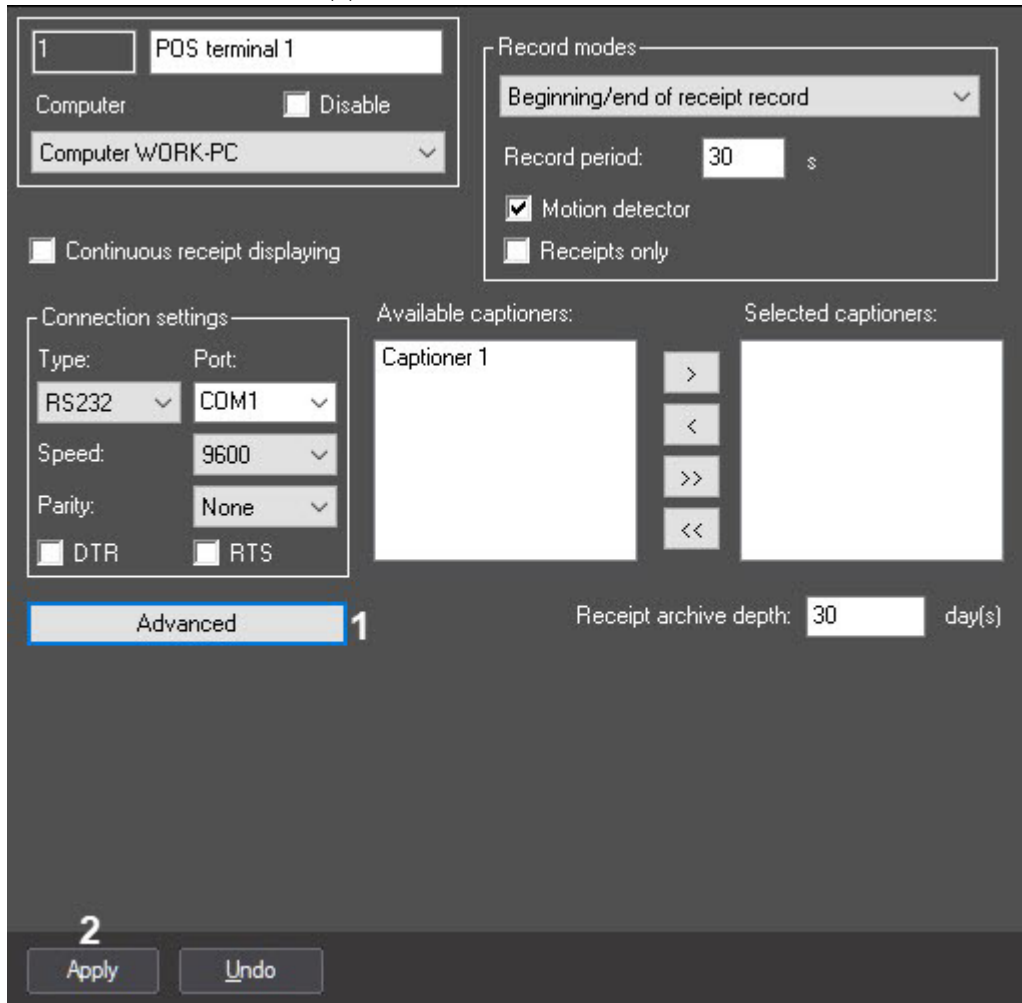 1
POS terminal 1
Computer
Disable
Computer WORK-PC
Record modes
Beginning/end of receipt record
Record period:
30
s
Motion detector
Receipts only
Continuous receipt displaying
Connection settings
Type:
Port:
RS232
COM1
Speed:
9600
Parity:
None
DTR
RTS
Available captioners:
Captioner 1
>
<
>>
<<
Selected captioners:
Advanced
1
Receipt archive depth:
30
day(s)
2
Apply
Undo